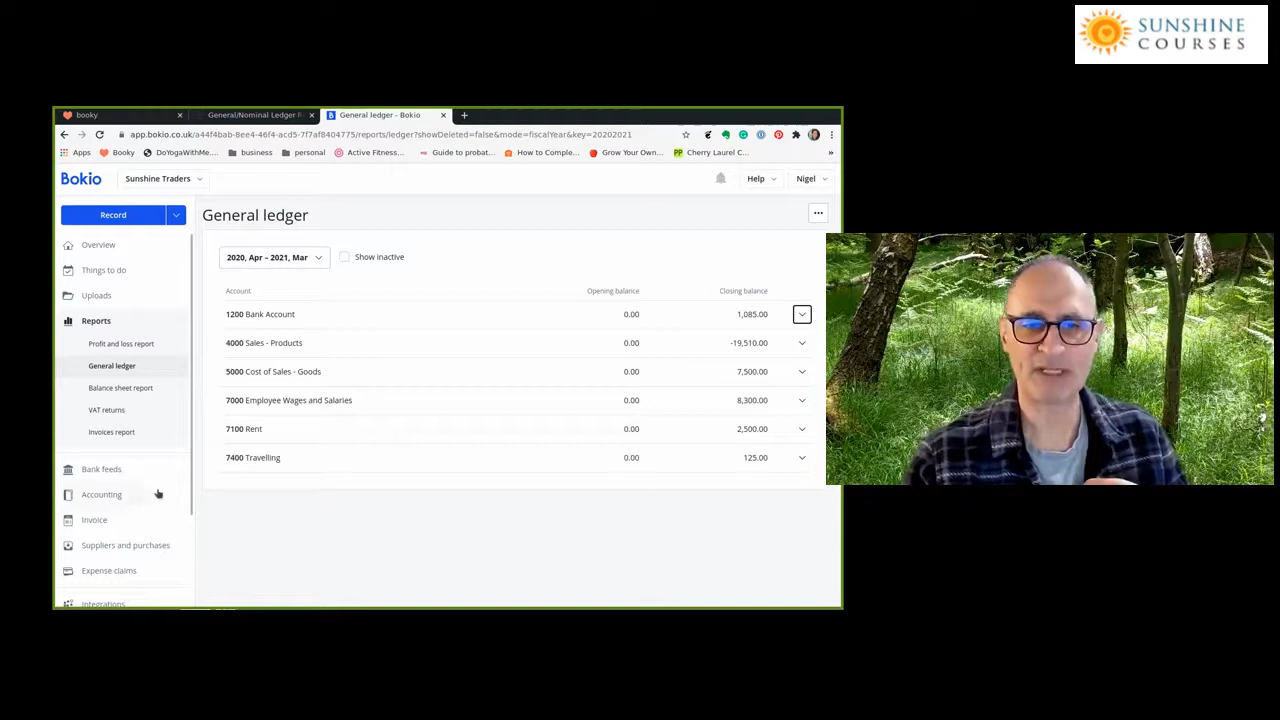 SUNSHINE
COURSES
booky
General/Nominal Ledger R
General ledger - Bokio
app.bokio.co.uk/a44f4bab-8ee4-46f4-acd5-7f7af8404775/reports/ledger?showDeleted=false&mode=fiscalYear&key=20202021
Apps Booky DoYogaWithMe.... business personal Active Fitness... Guide to probat... How to Comple... Grow Your Own... Cherry Laurel C... »
Bokio Sunshine Traders Help Nigel
Record
General ledger
Overview
Things to do
Uploads
Reports
Profit and loss report
General ledger
Balance sheet report
VAT returns
Invoices report
Bank feeds
Accounting
Invoice
Suppliers and purchases
Expense claims
Integrations
2020, Apr – 2021, Mar Show inactive
Account Opening balance Closing balance
1200 Bank Account 0.00 1,085.00
4000 Sales - Products 0.00 -19,510.00
5000 Cost of Sales - Goods 0.00 7,500.00
7000 Employee Wages and Salaries 0.00 8,300.00
7100 Rent 0.00 2,500.00
7400 Travelling 0.00 125.00